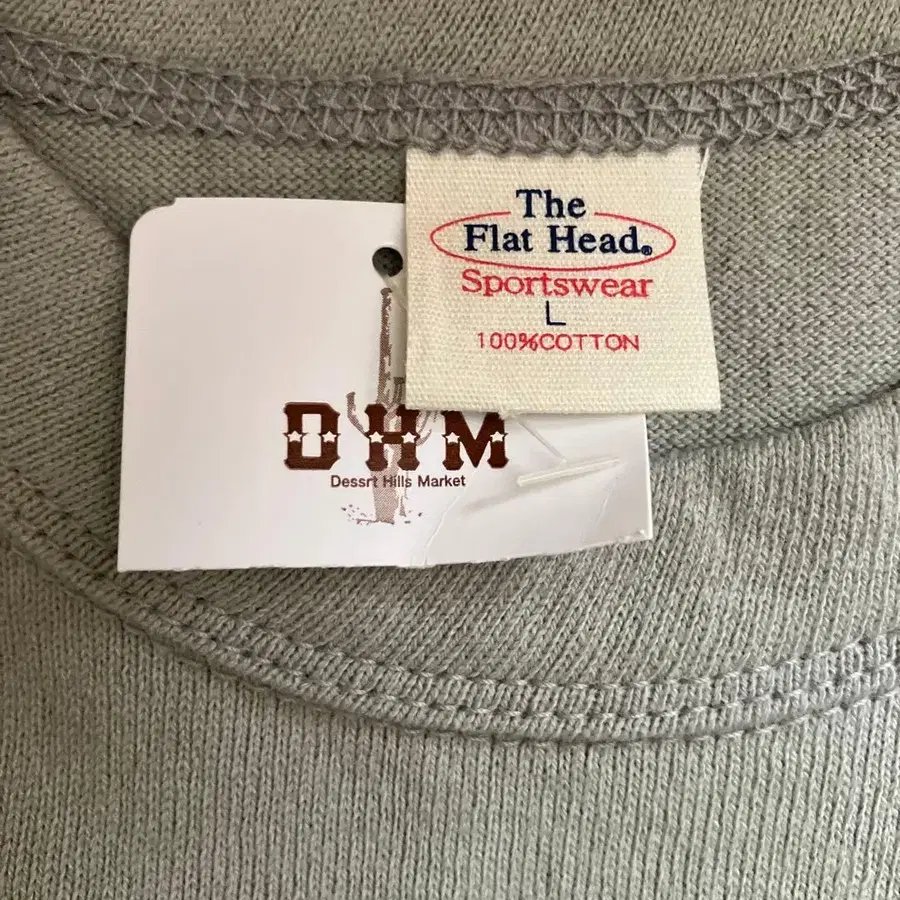 The
Flat Head®
Sportswear
L
100%COTTON
DHM
Dessrt Hills Market